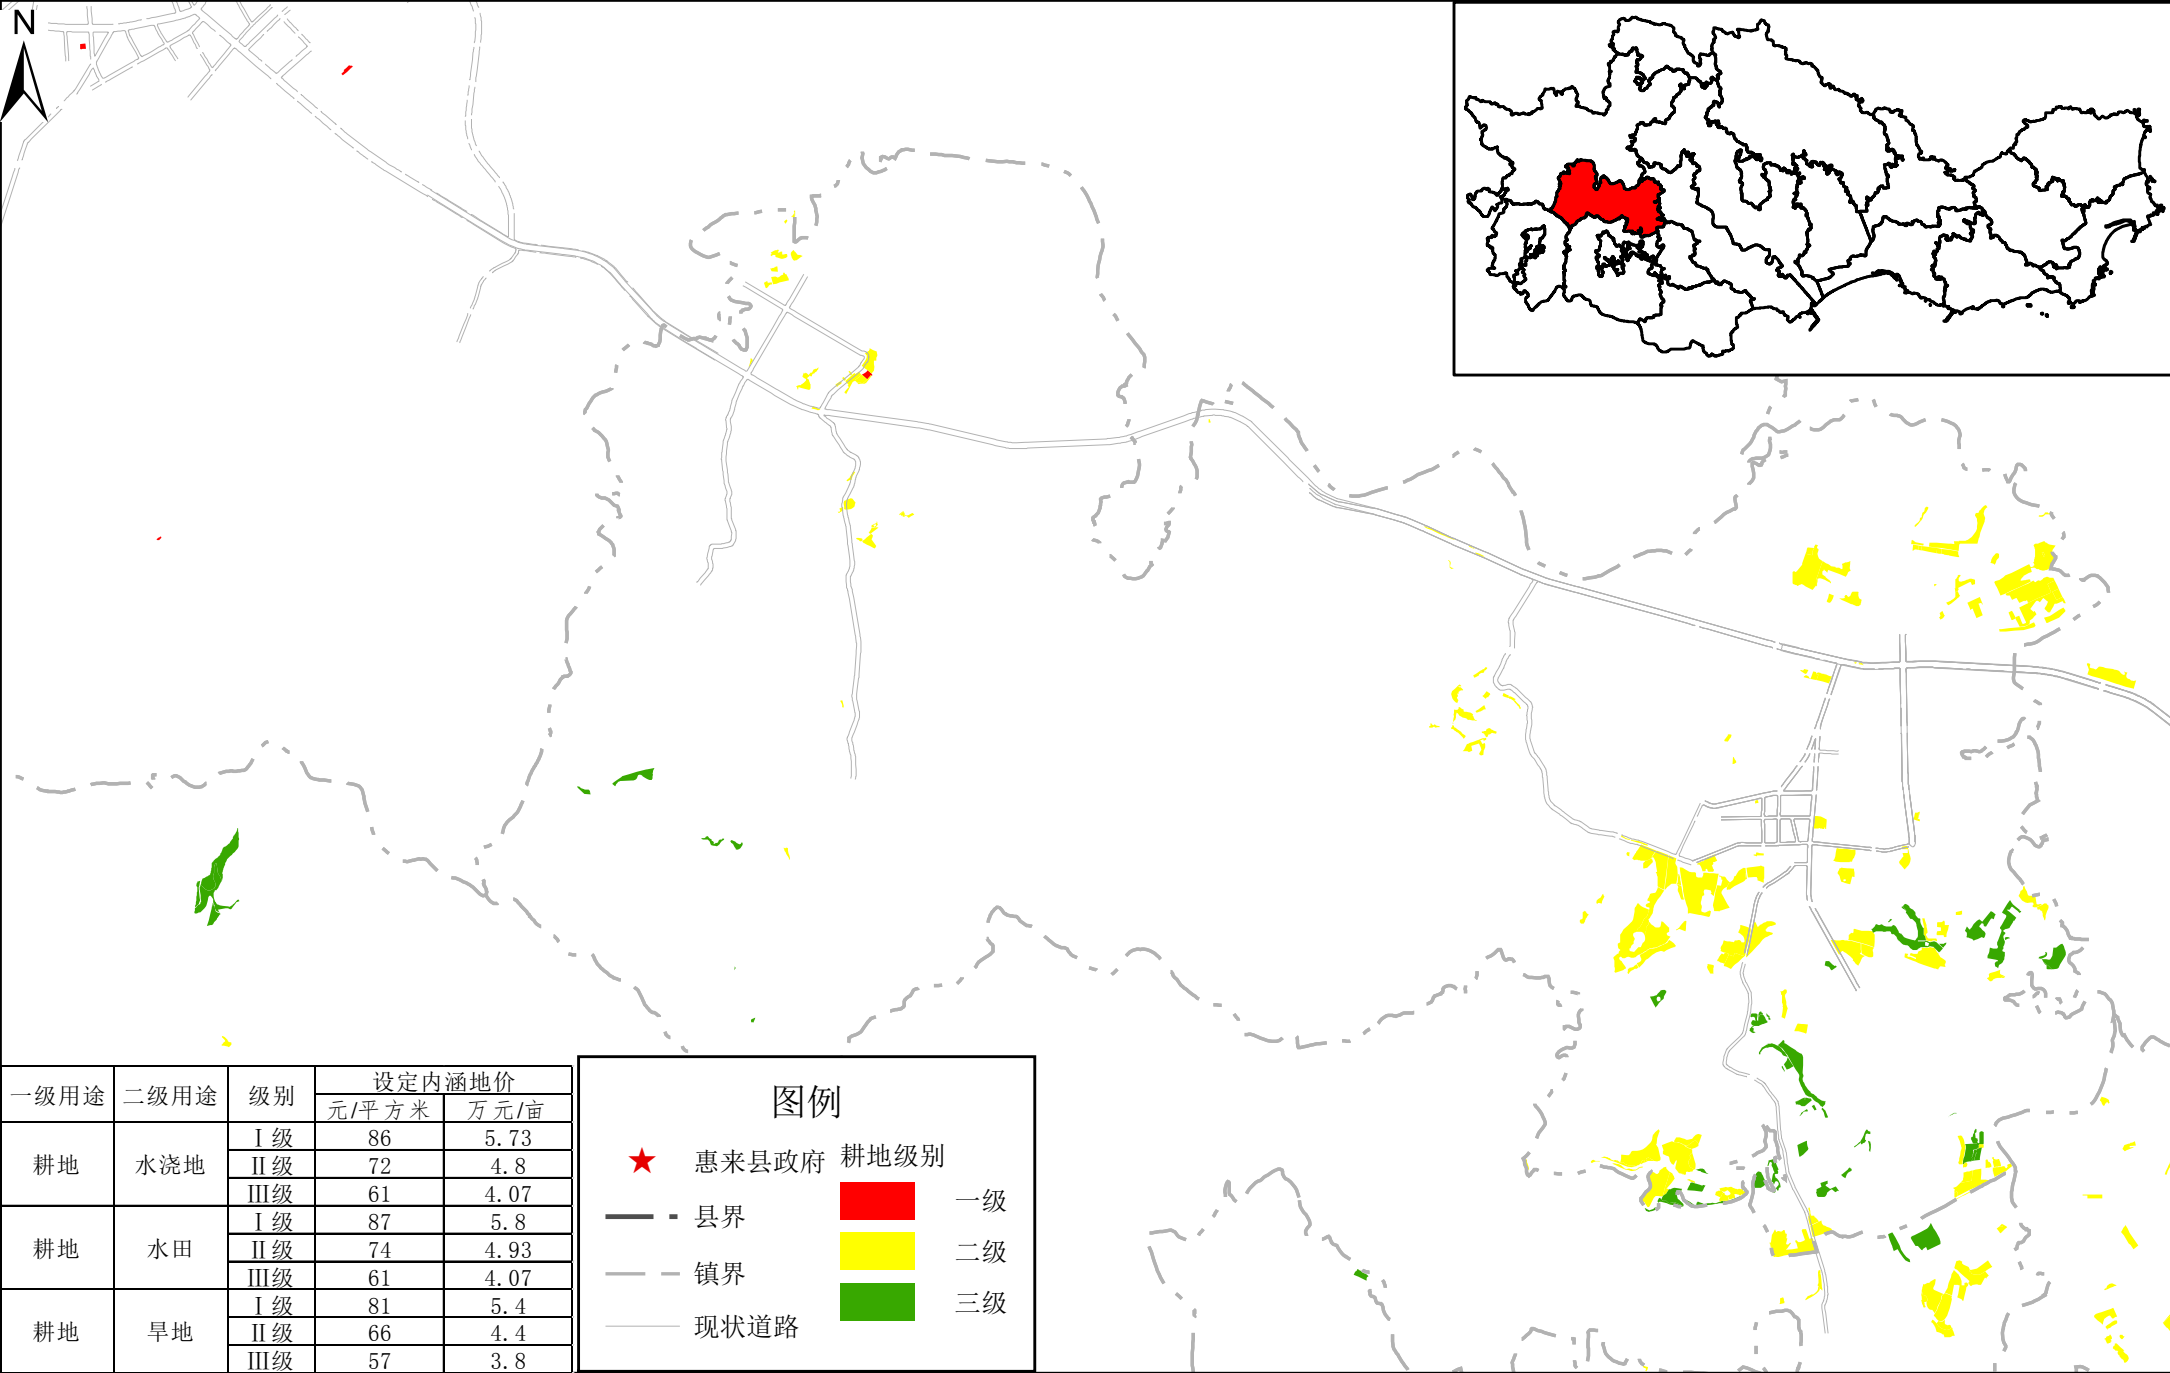 N
一级用途 二级用途 级别 设定内涵地价
元/平方米 万元/亩
耕地 水浇地 Ⅰ级 86 5.73
Ⅱ级 72 4.8
Ⅲ级 61 4.07
耕地 水田 Ⅰ级 87 5.8
Ⅱ级 74 4.93
Ⅲ级 61 4.07
耕地 旱地 Ⅰ级 81 5.4
Ⅱ级 66 4.4
Ⅲ级 57 3.8
图例
惠来县政府
县界
镇界
现状道路
耕地级别
一级
二级
三级